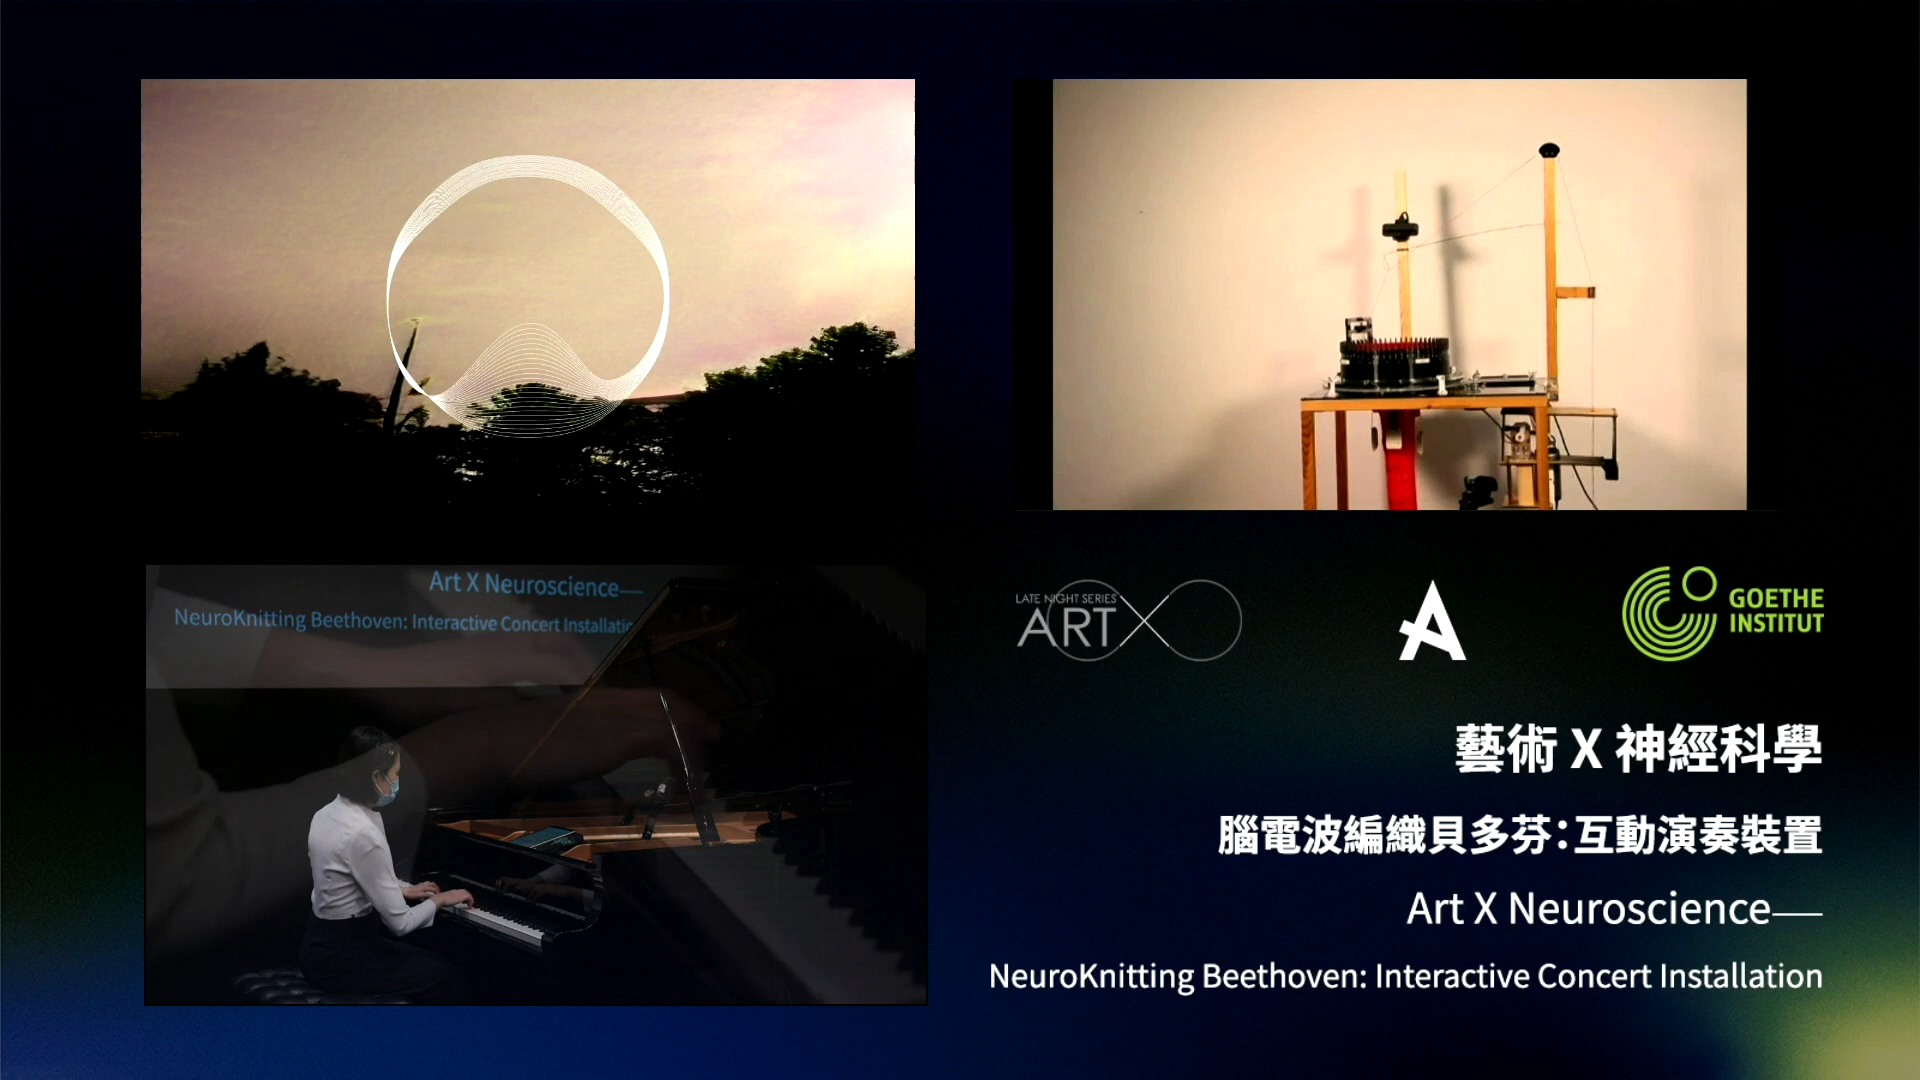 Art X Neuroscience—
NeuroKnitting Beethoven: Interactive Concert Installatio
LATE NIGHT SERIES
ART X
A
GOETHE
INSTITUT
藝術 X 神經科學
腦電波編織貝多芬：互動演奏裝置
Art X Neuroscience—
NeuroKnitting Beethoven: Interactive Concert Installation